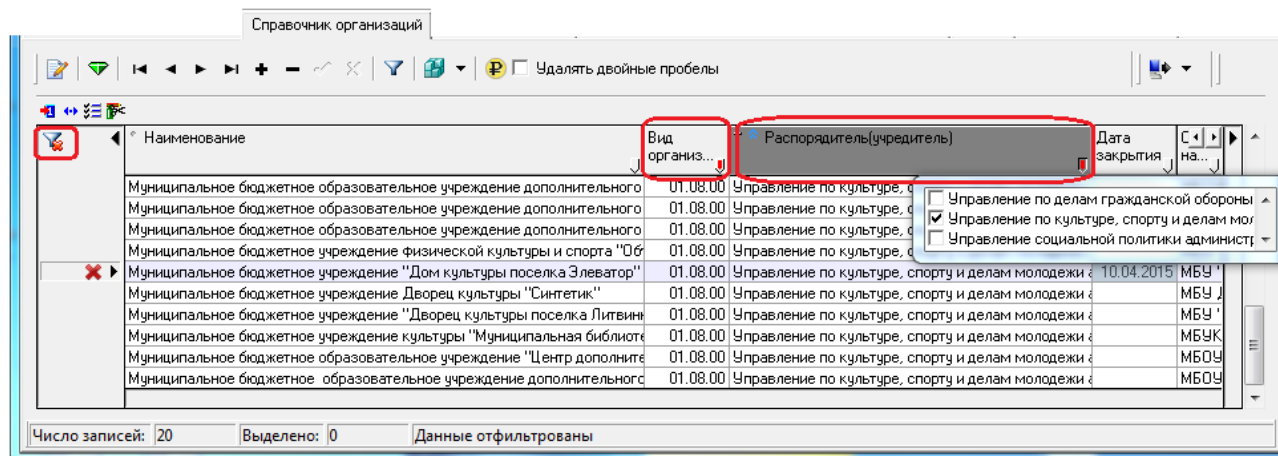 Справочник организаций
Удалять двойные пробелы
Наименование Вид организ... Распорядитель(учредитель) Дата закрытия С на...
Муниципальное бюджетное образовательное учреждение дополнительного 01.08.00 Управление по культуре, с
Муниципальное бюджетное образовательное учреждение дополнительного 01.08.00 Управление по культуре, с
Муниципальное бюджетное образовательное учреждение дополнительного 01.08.00 Управление по культуре, с
Муниципальное бюджетное учреждение физической культуры и спорта "Об 01.08.00 Управление по культуре, с
Управление по делам гражданской обороны
Управление по культуре, спорту и делам мол
Управление социальной политики администр
Муниципальное бюджетное учреждение "Дом культуры поселка Элеватор" 01.08.00 Управление по культуре, спорту и делам молодежи а 10.04.2015 МБУ "
Муниципальное бюджетное учреждение Дворец культуры "Синтетик" 01.08.00 Управление по культуре, спорту и делам молодежи а МБУ Д
Муниципальное бюджетное учреждение "Дворец культуры поселка Литвин 01.08.00 Управление по культуре, спорту и делам молодежи а МБУ "
Муниципальное бюджетное учреждение культуры "Муниципальная библиоте 01.08.00 Управление по культуре, спорту и делам молодежи а МБУК
Муниципальное бюджетное образовательное учреждение "Центр дополните 01.08.00 Управление по культуре, спорту и делам молодежи а МБОУ
Муниципальное бюджетное образовательное учреждение дополнительного 01.08.00 Управление по культуре, спорту и делам молодежи а МБОУ
Число записей: 20 Выделено: 0 Данные отфильтрованы